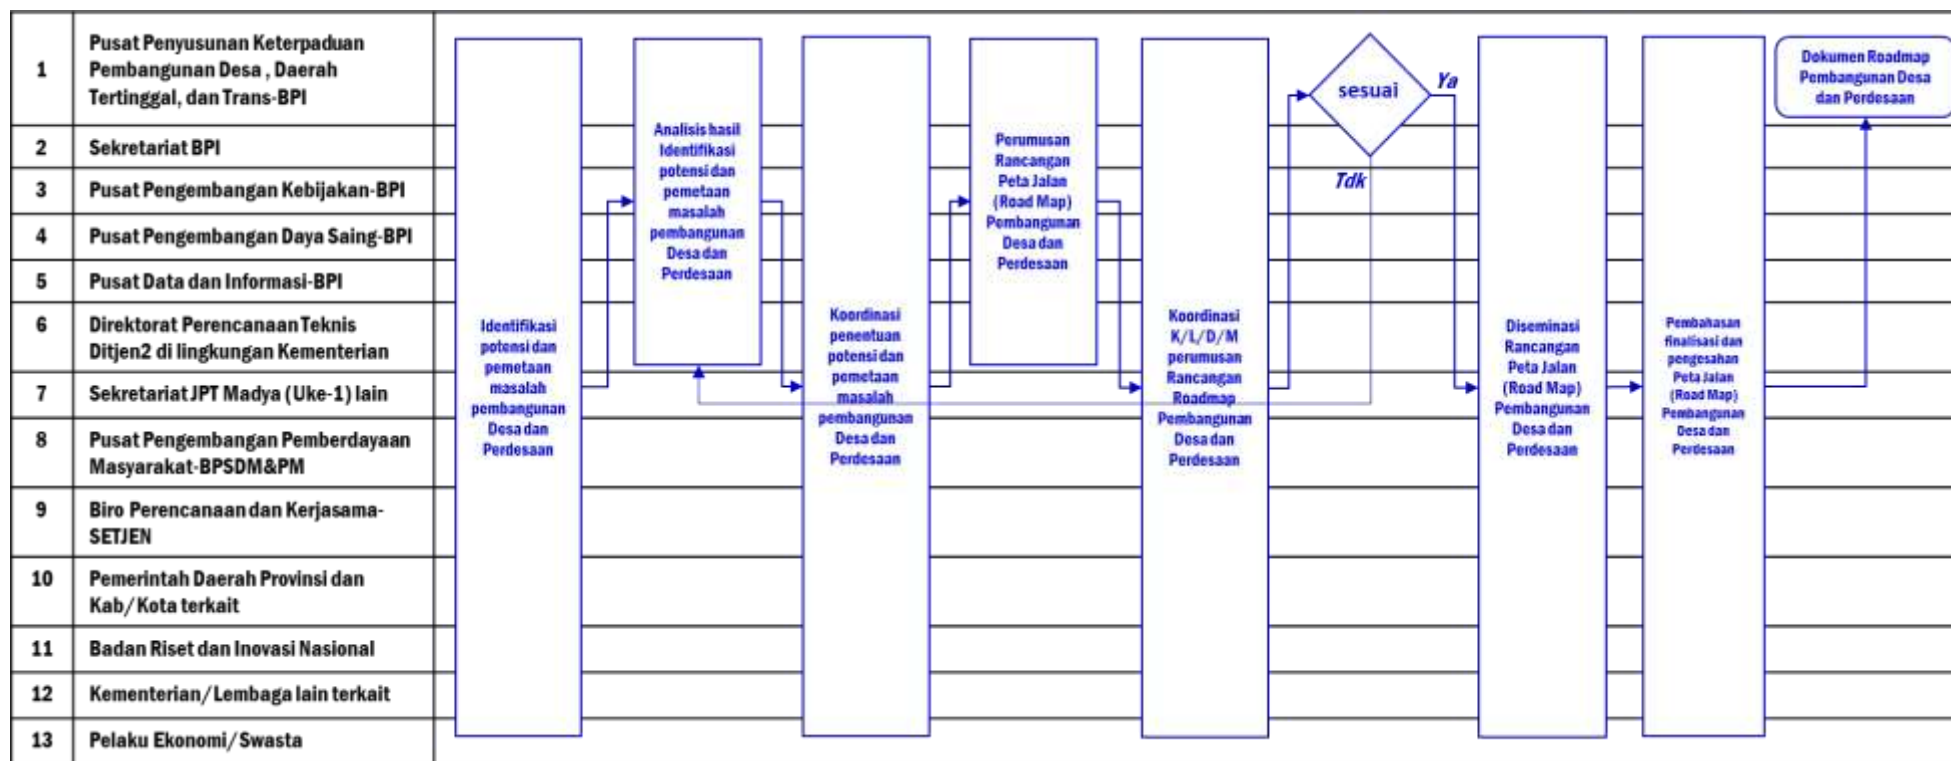 1
Pusat Penyusunan Keterpaduan
Pembangunan Desa , Daerah
Tertinggal, dan Trans-BPI
2
Sekretariat BPI
3
Pusat Pengembangan Kebijakan-BPI
4
Pusat Pengembangan Daya Saing-BPI
5
Pusat Data dan Informasi-BPI
6
Direktorat Perencanaan Teknis
Ditjen2 di lingkungan Kementerian
7
Sekretariat JPT Madya (Uke-1) lain
8
Pusat Pengembangan Pemberdayaan
Masyarakat-BPSDM&PM
9
Biro Perencanaan dan Kerjasama-
SETJEN
10
Pemerintah Daerah Provinsi dan
Kab/Kota terkait
11
Badan Riset dan Inovasi Nasional
12
Kementerian/Lembaga lain terkait
13
Pelaku Ekonomi/Swasta
Identifikasi
potensi dan
pemetaan
masalah
pembangunan
Desa dan
Perdesaan
Analisis hasil
Identifikasi
potensi dan
pemetaan
masalah
pembangunan
Desa dan
Perdesaan
Koordinasi
penentuan
potensi dan
pemetaan
masalah
pembangunan
Desa dan
Perdesaan
Perumusan
Rancangan
Peta Jalan
(Road Map)
Pembangunan
Desa dan
Perdesaan
Koordinasi
K/L/D/M
perumusan
Rancangan
Roadmap
Pembangunan
Desa dan
Perdesaan
sesuai
Ya
Tdk
Diseminasi
Rancangan
Peta Jalan
(Road Map)
Pembangunan
Desa dan
Perdesaan
Pembahasan
finalisasi dan
pengesahan
Peta Jalan
(Road Map)
Pembangunan
Desa dan
Perdesaan
Dokumen Roadmap
Pembangunan Desa
dan Perdesaan